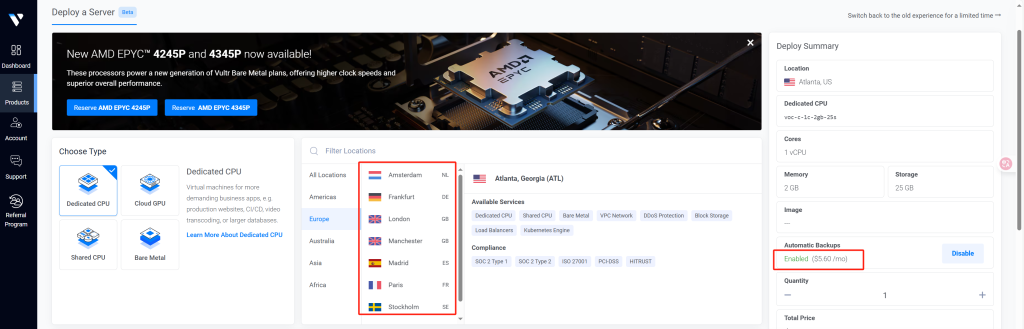 Deploy a Server Beta
Switch back to the old experience for a limited time
Dashboard
Products
Account
Support
Referral
Program
New AMD EPYC™ 4245P and 4345P now available!
These processors power a new generation of Vultr Bare Metal plans, offering higher clock speeds and
superior overall performance.
Reserve AMD EPYC 4245P
Reserve AMD EPYC 4345P
AMD
EPYC
Choose Type
Dedicated CPU
Cloud GPU
Shared CPU
Bare Metal
Dedicated CPU
Virtual machines for more
demanding business apps, e.g.
production websites, CI/CD, video
transcoding, or larger databases.
Learn More About Dedicated CPU
Filter Locations
All Locations
Americas
Europe
Australia
Asia
Africa
Amsterdam NL
Frankfurt DE
London GB
Manchester GB
Madrid ES
Paris FR
Stockholm SE
Atlanta, Georgia (ATL)
Available Services
Dedicated CPU Shared CPU Bare Metal VPC Network DDoS Protection Block Storage
Load Balancers Kubernetes Engine
Compliance
SOC 2 Type 1 SOC 2 Type 2 ISO 27001 PCI-DSS HITRUST
Deploy Summary
Location
Atlanta, US
Dedicated CPU
voc-c-1c-2gb-25s
Cores
1 vCPU
Memory
2 GB
Storage
25 GB
Image
---
Automatic Backups
Enabled ($5.60 /mo)
Disable
Quantity
1
Total Price